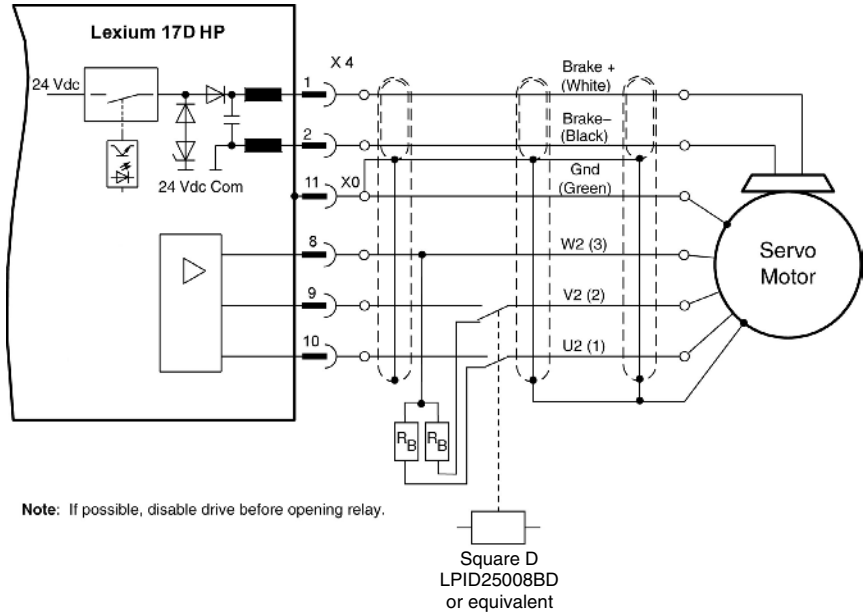 Lexium 17D HP
X 4
24 Vdc
1
Brake +
(White)
2
Brake–
(Black)
24 Vdc Com
11
X0
Gnd
(Green)
8
W2 (3)
9
V2 (2)
10
U2 (1)
Servo
Motor
RB
RB
Note: If possible, disable drive before opening relay.
Square D
LPID25008BD
or equivalent